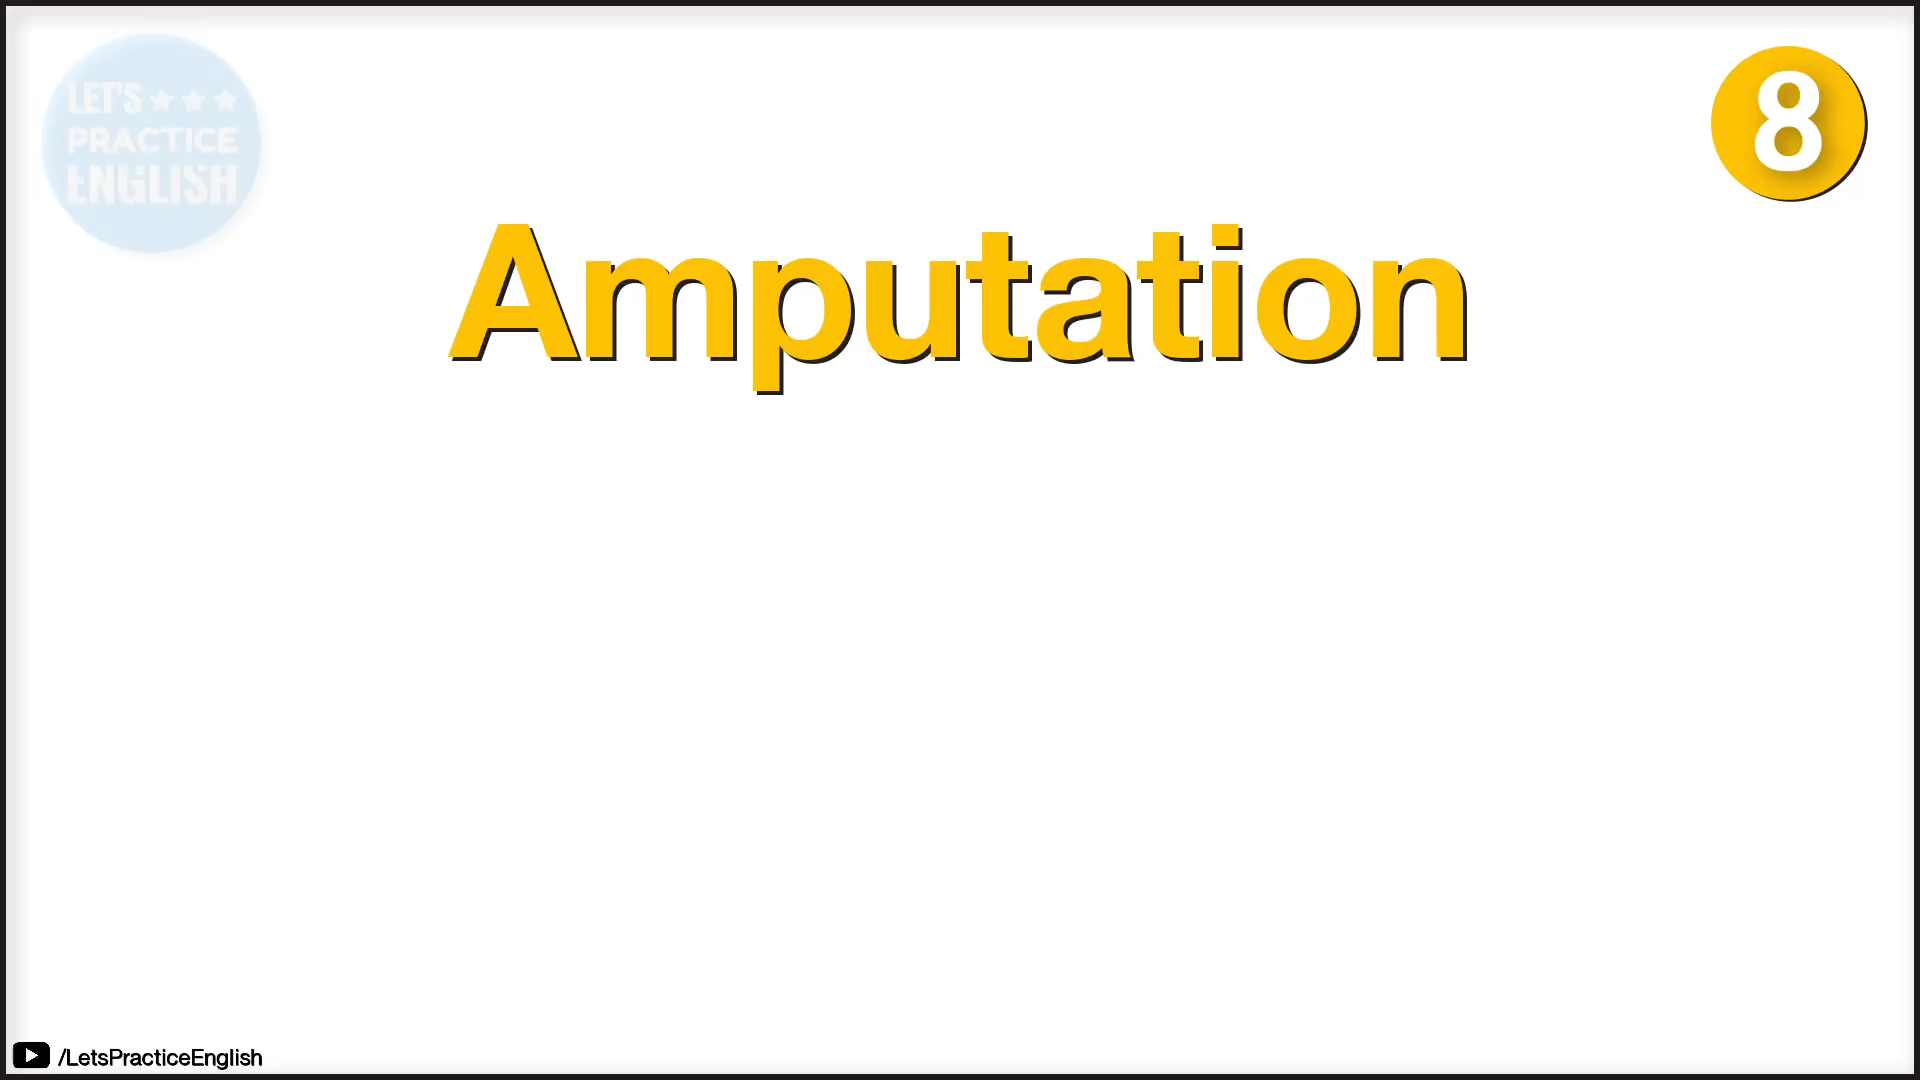 LET'S
PRACTICE
ENGLISH
8
Amputation
/LetsPracticeEnglish